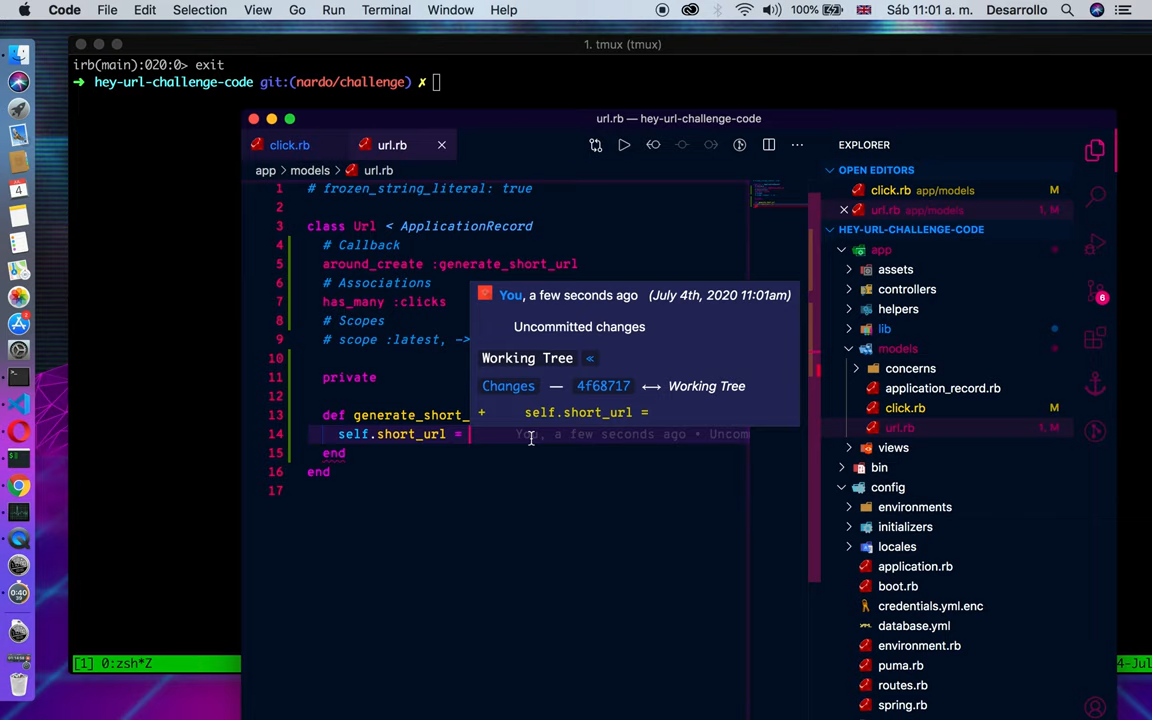 Code File Edit Selection View Go Run Terminal Window Help 100% Sáb 11:01 a. m. Desarrollo
1. tmux (tmux)
irb(main):020:0> exit
→ hey-url-challenge-code git:(nardo/challenge) ✗
url.rb — hey-url-challenge-code
click.rb url.rb
app > models > url.rb
1 # frozen_string_literal: true
2
3 class Url < ApplicationRecord
4 # Callback
5 around_create :generate_short_url
6 # Associations
7 has_many :clicks
8 # Scopes
9 # scope :latest, ->
10
11 private
12
13 def generate_short_
14 self.short_url = You, a few seconds ago • Uncom
15 end
16 end
17
You, a few seconds ago (July 4th, 2020 11:01am)
Uncommitted changes
Working Tree «
Changes — 4f68717 ⟷ Working Tree
+ self.short_url =
EXPLORER
OPEN EDITORS
click.rb app/models M
url.rb app/models 1, M
HEY-URL-CHALLENGE-CODE
app
assets
controllers
helpers
lib
models
concerns
application_record.rb
click.rb M
url.rb 1, M
views
bin
config
environments
initializers
locales
application.rb
boot.rb
credentials.yml.enc
database.yml
environment.rb
puma.rb
routes.rb
spring.rb
6
4
0:40
[1] 0:zsh*Z
4-Jul